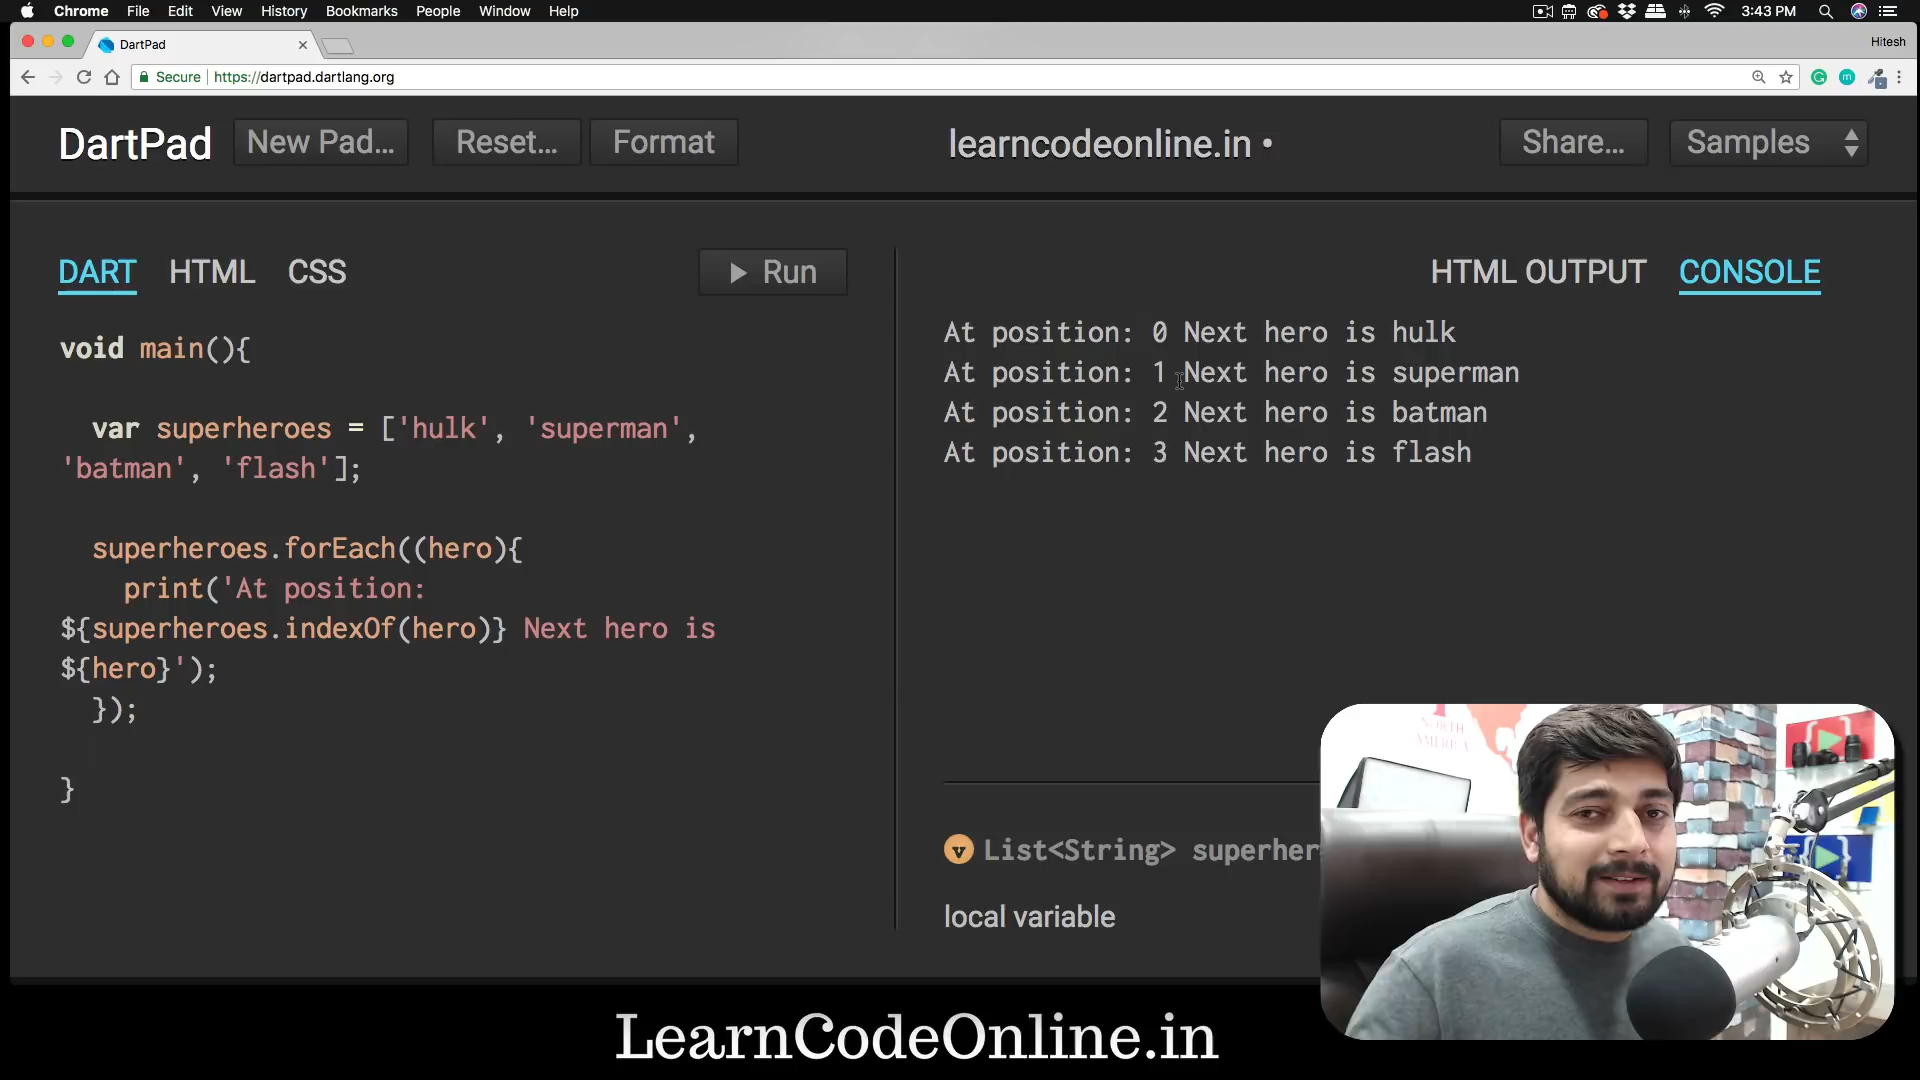 Chrome File Edit View History Bookmarks People Window Help 3:43 PM
DartPad Hitesh
Secure https://dartpad.dartlang.org
DartPad New Pad... Reset... Format learncodeonline.in • Share... Samples
DART HTML CSS Run HTML OUTPUT CONSOLE
void main(){
var superheroes = ['hulk', 'superman',
'batman', 'flash'];
superheroes.forEach((hero){
print('At position:
${superheroes.indexOf(hero)} Next hero is
${hero}');
});
}
At position: 0 Next hero is hulk
At position: 1 Next hero is superman
At position: 2 Next hero is batman
At position: 3 Next hero is flash
v List<String> superher
local variable
NORTH
AMERICA
LearnCodeOnline.in